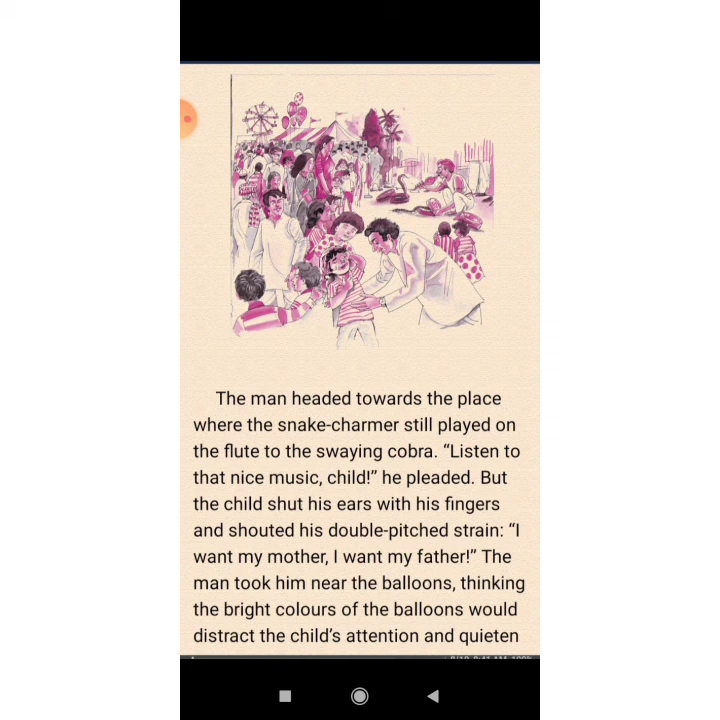 The man headed towards the place
where the snake-charmer still played on
the flute to the swaying cobra. “Listen to
that nice music, child!” he pleaded. But
the child shut his ears with his fingers
and shouted his double-pitched strain: “I
want my mother, I want my father!” The
man took him near the balloons, thinking
the bright colours of the balloons would
distract the child’s attention and quieten